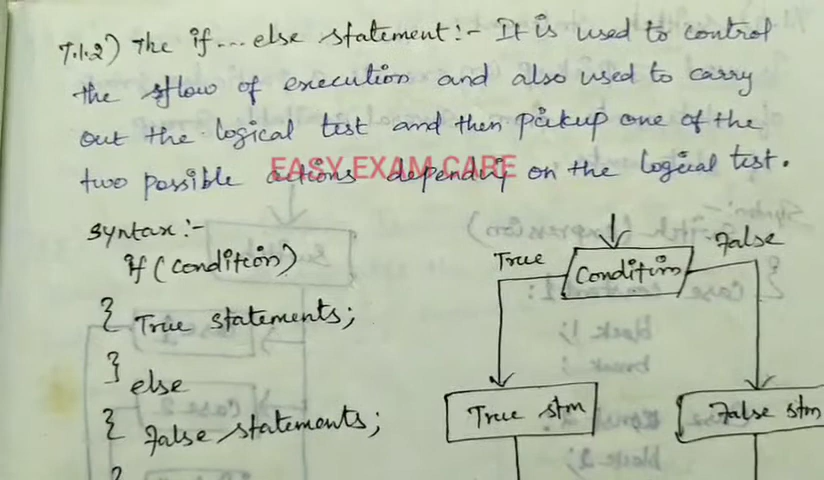 7.1.2) The if...else statement:- It is used to control
the flow of execution and also used to carry
out the logical test and then pickup one of the
two possible actions depending on the logical test.
EASY EXAM CARE
Syntax:-
if (condition)
{ True statements;
} else
{ False statements;
}
True
False
Condition
True stm
False stm